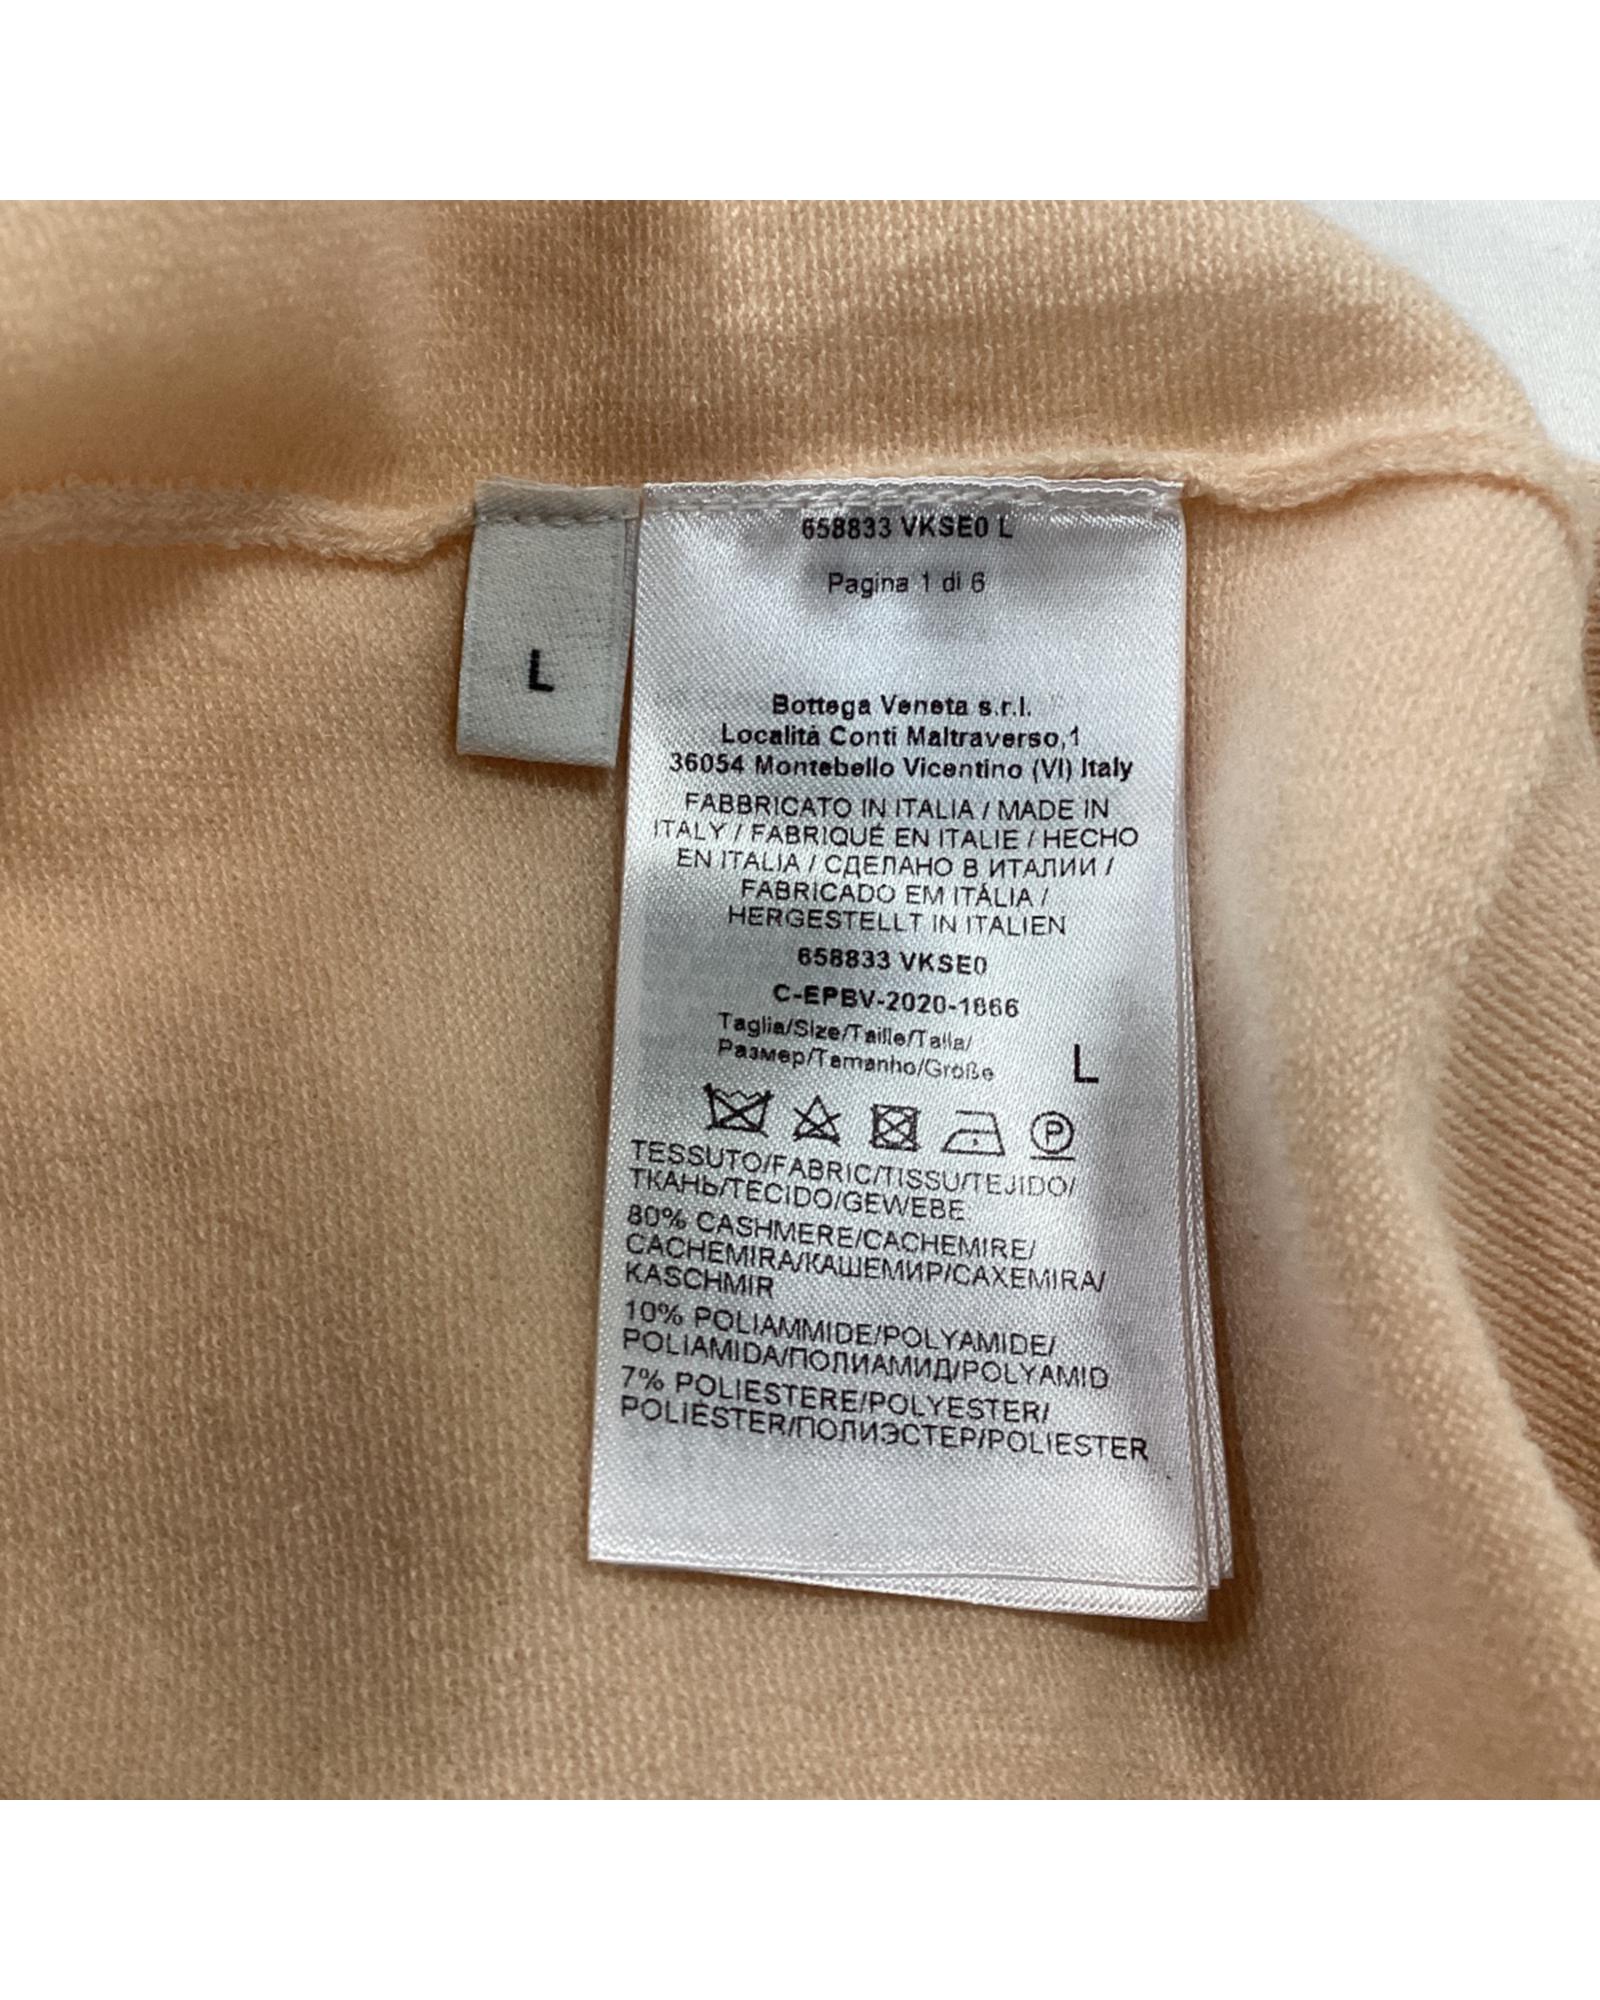 L
658833 VKSE0 L
Pagina 1 di 6
Bottega Veneta s.r.l.
Località Conti Maltraverso,1
36054 Montebello Vicentino (VI) Italy
FABBRICATO IN ITALIA / MADE IN
ITALY / FABRIQUÉ EN ITALIE / HECHO
EN ITALIA / СДЕЛАНО В ИТАЛИИ /
FABRICADO EM ITÁLIA /
HERGESTELLT IN ITALIEN
658833 VKSE0
C-EPBV-2020-1866
Taglia/Size/Taille/Talla/
Размер/Tamanho/Größe L
P
TESSUTO/FABRIC/TISSU/TEJIDO/
ТКАНЬ/TECIDO/GEWEBE
80% CASHMERE/CACHEMIRE/
CACHEMIRA/КАШЕМИР/CAXEMIRA/
KASCHMIR
10% POLIAMMIDE/POLYAMIDE/
POLIAMIDA/ПОЛИАМИД/POLYAMID
7% POLIESTERE/POLYESTER/
POLIÉSTER/ПОЛИЭСТЕР/POLIESTER